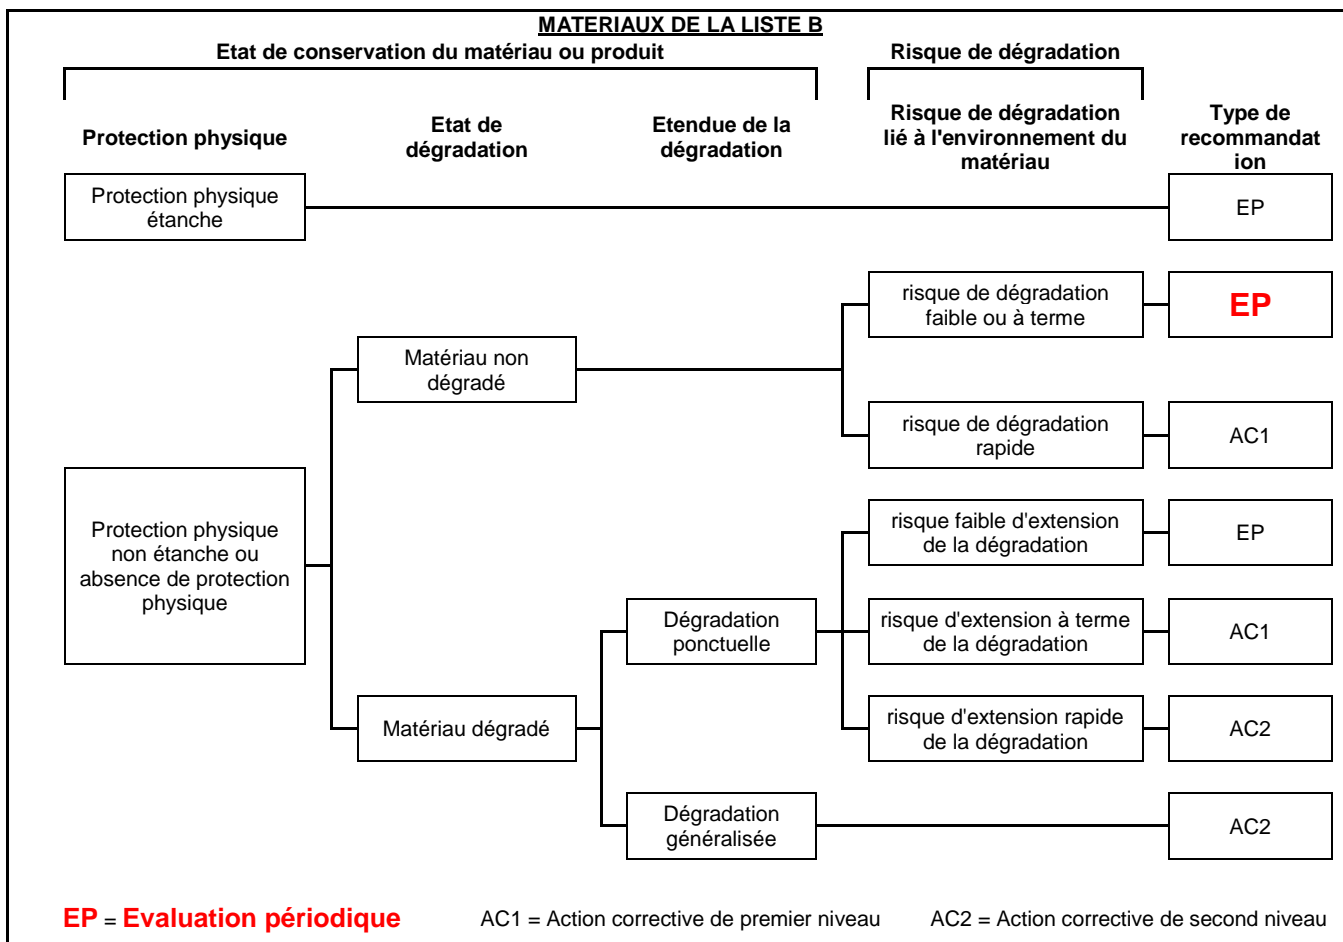 MATERIAUX DE LA LISTE B
Etat de conservation du matériau ou produit
Risque de dégradation
Protection physique
Etat de
dégradation
Etendue de la
dégradation
Risque de dégradation
lié à l'environnement du
matériau
Type de
recommandat
ion
Protection physique
étanche
EP
risque de dégradation
faible ou à terme
EP
Matériau non
dégradé
risque de dégradation
rapide
AC1
Protection physique
non étanche ou
absence de protection
physique
risque faible d'extension
de la dégradation
EP
Dégradation
ponctuelle
risque d'extension à terme
de la dégradation
AC1
Matériau dégradé
risque d'extension rapide
de la dégradation
AC2
Dégradation
généralisée
AC2
EP = Evaluation périodique
AC1 = Action corrective de premier niveau
AC2 = Action corrective de second niveau